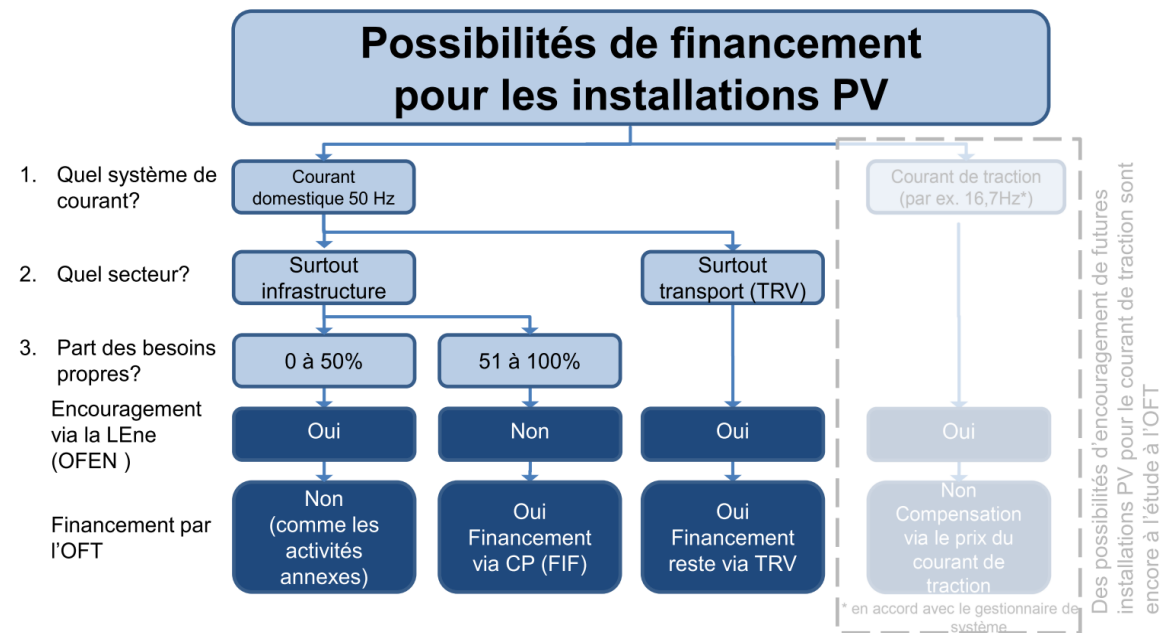 Possibilités de financement
pour les installations PV
1. Quel système de
courant?
Courant
domestique 50 Hz
Courant de traction
(par ex. 16,7Hz*)
2. Quel secteur?
Surtout
infrastructure
Surtout
transport (TRV)
3. Part des besoins
propres?
0 à 50%
51 à 100%
Encouragement
via la LEne
(OFEN )
Oui
Non
Oui
Oui
Financement par
l’OFT
Non
(comme les
activités
annexes)
Oui
Financement
via CP (FIF)
Oui
Financement
reste via TRV
Non
Compensation
via le prix du
courant de
traction
* en accord avec le gestionnaire de
système
Des possibilités d’encouragement de futures
installations PV pour le courant de traction sont
encore à l’étude à l’OFT